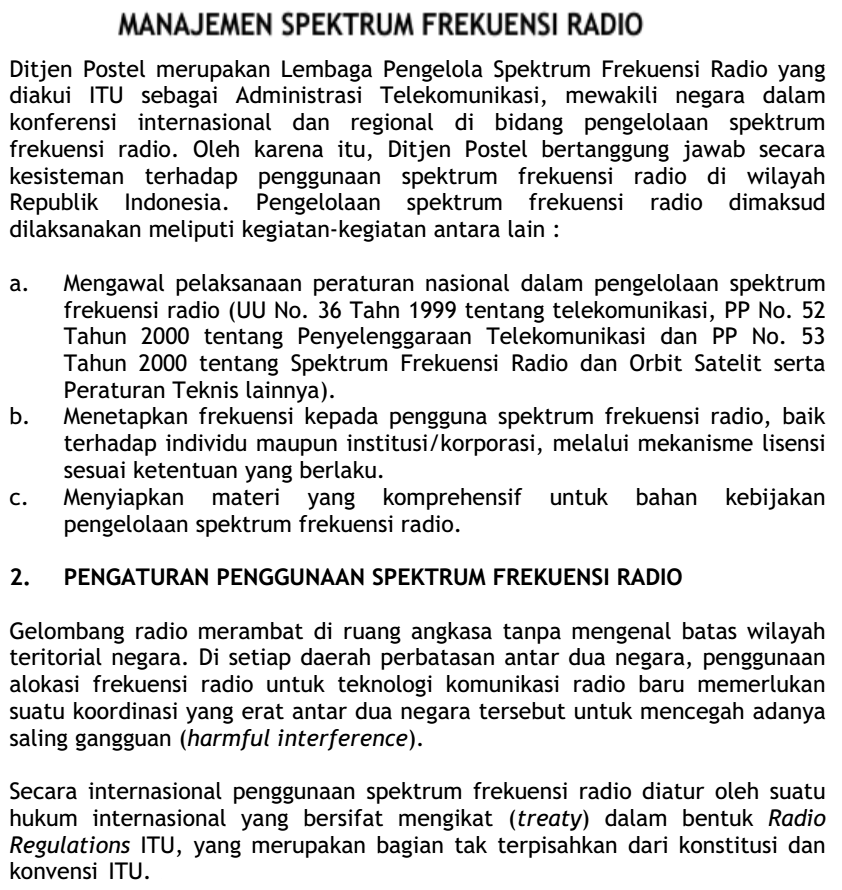 MANAJEMEN SPEKTRUM FREKUENSI RADIO
Ditjen Postel merupakan Lembaga Pengelola Spektrum Frekuensi Radio yang
diakui ITU sebagai Administrasi Telekomunikasi, mewakili negara dalam
konferensi internasional dan regional di bidang pengelolaan spektrum
frekuensi radio. Oleh karena itu, Ditjen Postel bertanggung jawab secara
kesisteman terhadap penggunaan spektrum frekuensi radio di wilayah
Republik Indonesia. Pengelolaan spektrum frekuensi radio dimaksud
dilaksanakan meliputi kegiatan-kegiatan antara lain :
a. Mengawal pelaksanaan peraturan nasional dalam pengelolaan spektrum
frekuensi radio (UU No. 36 Tahn 1999 tentang telekomunikasi, PP No. 52
Tahun 2000 tentang Penyelenggaraan Telekomunikasi dan PP No. 53
Tahun 2000 tentang Spektrum Frekuensi Radio dan Orbit Satelit serta
Peraturan Teknis lainnya).
b. Menetapkan frekuensi kepada pengguna spektrum frekuensi radio, baik
terhadap individu maupun institusi/korporasi, melalui mekanisme lisensi
sesuai ketentuan yang berlaku.
c. Menyiapkan materi yang komprehensif untuk bahan kebijakan
pengelolaan spektrum frekuensi radio.
2. PENGATURAN PENGGUNAAN SPEKTRUM FREKUENSI RADIO
Gelombang radio merambat di ruang angkasa tanpa mengenal batas wilayah
teritorial negara. Di setiap daerah perbatasan antar dua negara, penggunaan
alokasi frekuensi radio untuk teknologi komunikasi radio baru memerlukan
suatu koordinasi yang erat antar dua negara tersebut untuk mencegah adanya
saling gangguan (harmful interference).
Secara internasional penggunaan spektrum frekuensi radio diatur oleh suatu
hukum internasional yang bersifat mengikat (treaty) dalam bentuk Radio
Regulations ITU, yang merupakan bagian tak terpisahkan dari konstitusi dan
konvensi ITU.